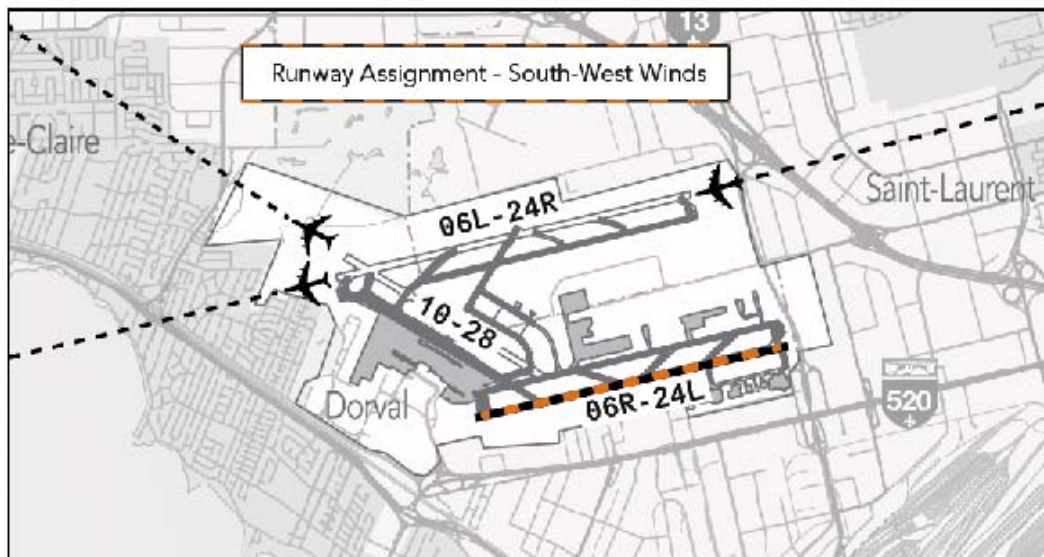 13
Runway Assignment - South-West Winds
e-Claire
Saint-Laurent
06L-24R
10-28
Dorval
06R-24L
520